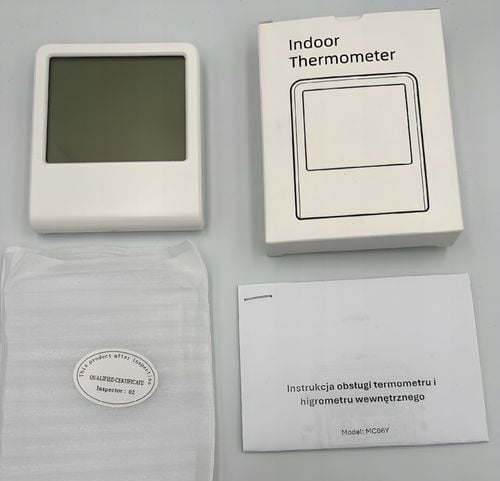 Indoor
Thermometer
This product after inspection
QUALIFIED CERTIFICATE
Inspector: 02
Instrukcja obsługi termometru i
higrometru wewnętrznego
Model: MC06Y